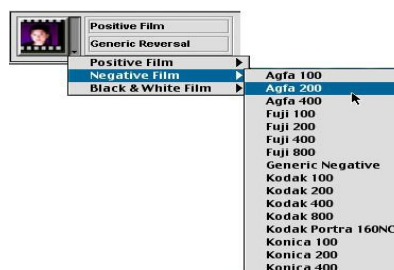 Positive Film
Generic Reversal
Positive Film
Negative Film
Black & White Film
Agfa 100
Agfa 200
Agfa 400
Fuji 100
Fuji 200
Fuji 400
Fuji 800
Generic Negative
Kodak 100
Kodak 200
Kodak 400
Kodak 800
Kodak Portra 160NC
Konica 100
Konica 200
Konica 400